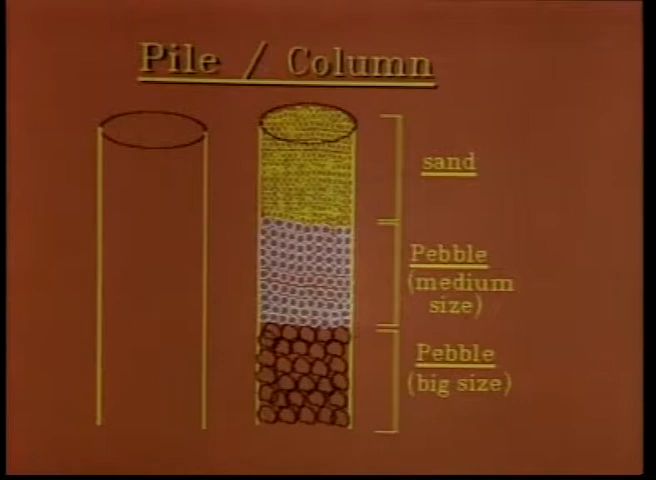 Pile / Column
sand
Pebble
(medium
size)
Pebble
(big size)